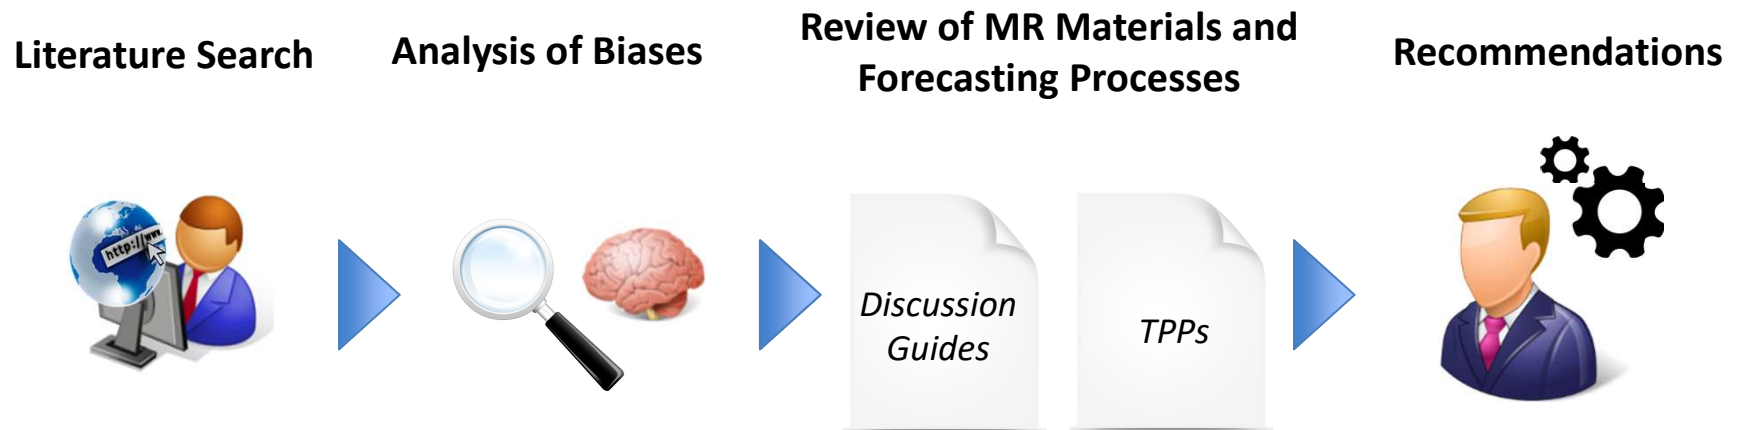 Literature Search
Analysis of Biases
Review of MR Materials and
Forecasting Processes
Recommendations
http://www.
Discussion
Guides
TPPs